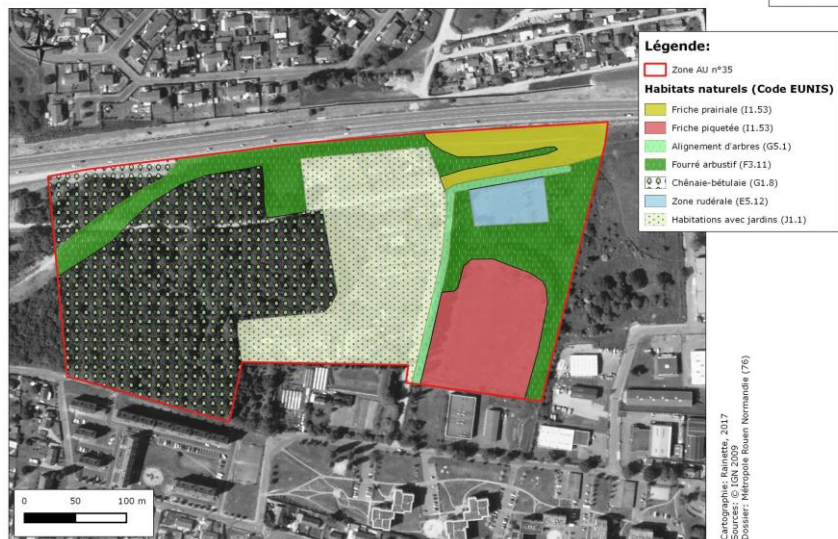 Légende:
Zone AU n°35
Habitats naturels (Code EUNIS)
Friche prairiale (I1.53)
Friche piquetée (I1.53)
Alignement d'arbres (G5.1)
Fourré arbustif (F3.11)
Chênaie-bétulaie (G1.8)
Zone rudérale (E5.12)
Habitations avec jardins (J1.1)
0 50 100 m
Cartographie: Rainette, 2017
Sources: © IGN 2009
Dossier: Métropole Rouen Normandie (76)